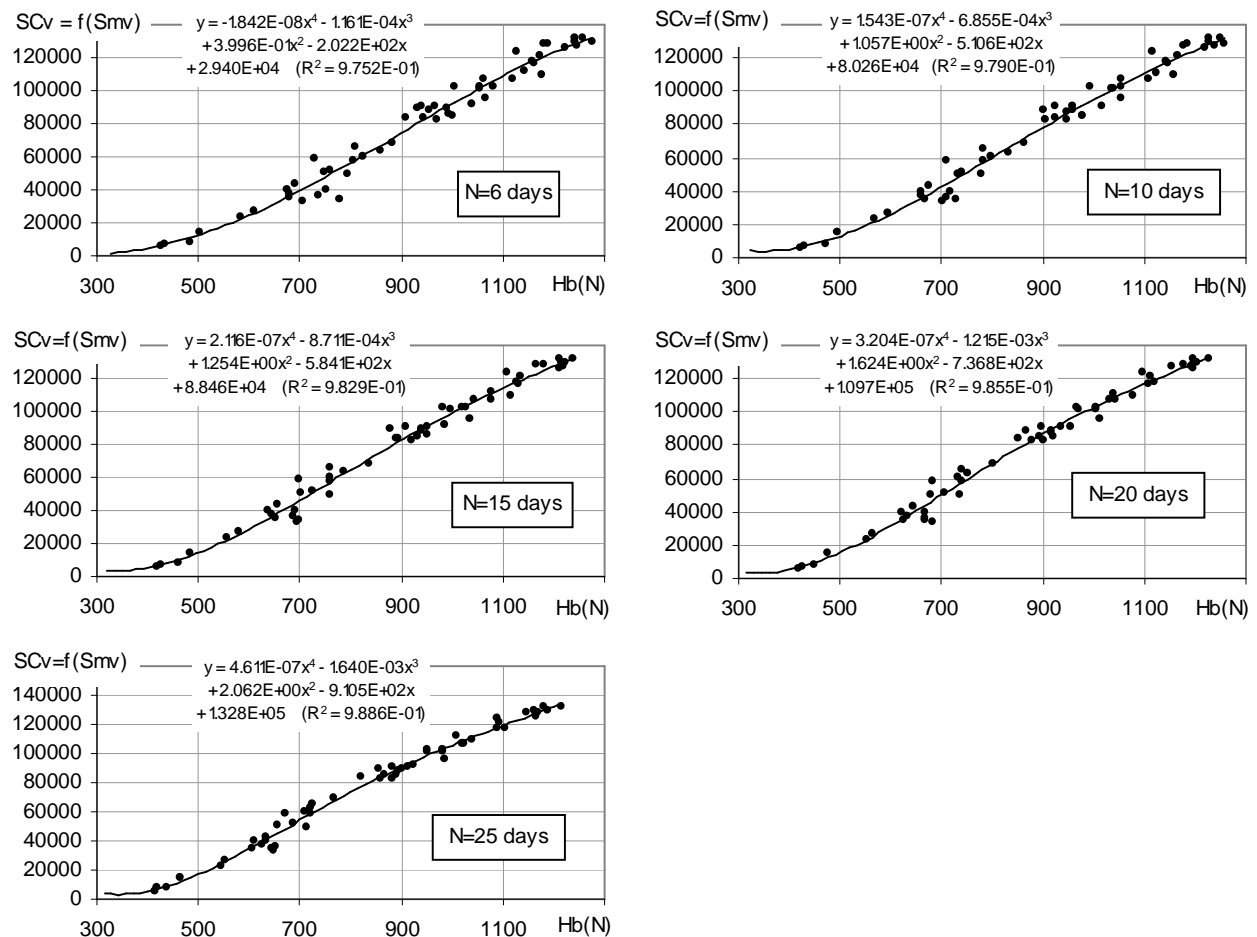 SCv = f(Smv)
y = -1.842E-08x⁴ - 1.161E-04x³
+3.996E-01x² - 2.022E+02x
+2.940E+04 (R² = 9.752E-01)
120000
100000
80000
60000
40000
20000
0
N=6 days
300 500 700 900 1100 Hb(N)
SCv=f(Smv)
y = 1.543E-07x⁴ - 6.855E-04x³
+1.057E+00x² - 5.106E+02x
+8.026E+04 (R² = 9.790E-01)
120000
100000
80000
60000
40000
20000
0
N=10 days
300 500 700 900 1100 Hb(N)
SCv=f(Smv)
y = 2.116E-07x⁴ - 8.711E-04x³
+1.254E+00x² - 5.841E+02x
+8.846E+04 (R² = 9.829E-01)
120000
100000
80000
60000
40000
20000
0
N=15 days
300 500 700 900 1100 Hb(N)
SCv=f(Smv)
y = 3.204E-07x⁴ - 1.215E-03x³
+1.624E+00x² - 7.368E+02x
+1.097E+05 (R² = 9.855E-01)
120000
100000
80000
60000
40000
20000
0
N=20 days
300 500 700 900 1100 Hb(N)
SCv=f(Smv)
y = 4.611E-07x⁴ - 1.640E-03x³
+2.062E+00x² - 9.105E+02x
+1.328E+05 (R² = 9.886E-01)
140000
120000
100000
80000
60000
40000
20000
0
N=25 days
300 500 700 900 1100 Hb(N)